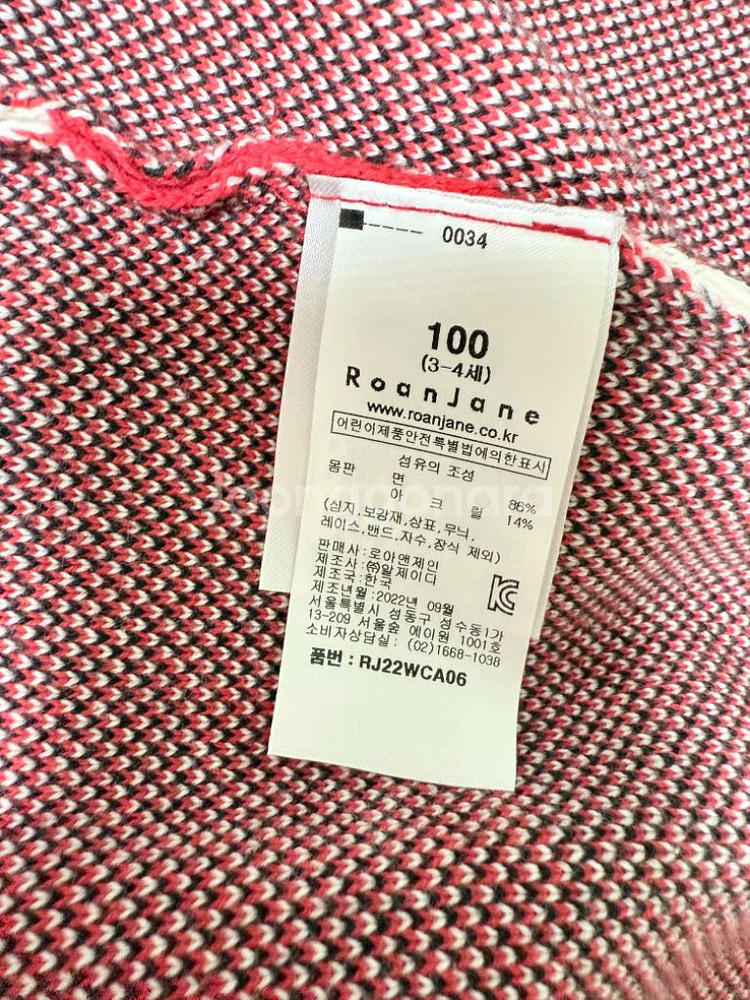 0034
100
(3-4세)
RoanJane
www.roanjane.co.kr
어린이제품안전특별법에의한표시
섬유의 조성
몸판 면 86%
아 크 릴 14%
(심지,보강재,상표,무늬,
레이스,밴드,자수,장식 제외)
판매사:로아앤제인
제조사:㈜알제이디
제조국:한국
제조년월:2022년 09월
서울특별시 성동구 성수동1가
13-209 서울숲 에이원 1001호
소비자상담실: (02)1668-1038
품번 : RJ22WCA06
Joonggonara